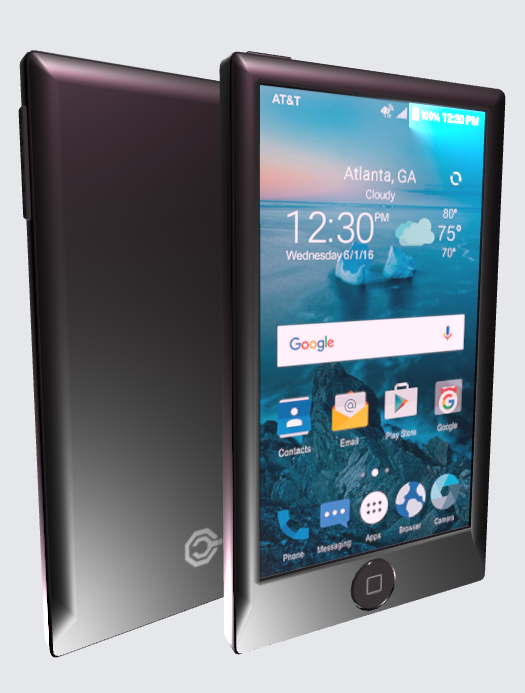 AT&T
4G 100% 12:30 PM
Atlanta, GA
Cloudy
12:30 PM
80°
75°
70°
Wednesday 6/1/16
Google
Contacts
Email
Play Store
Google
Phone
Messaging
Apps
Browser
Camera